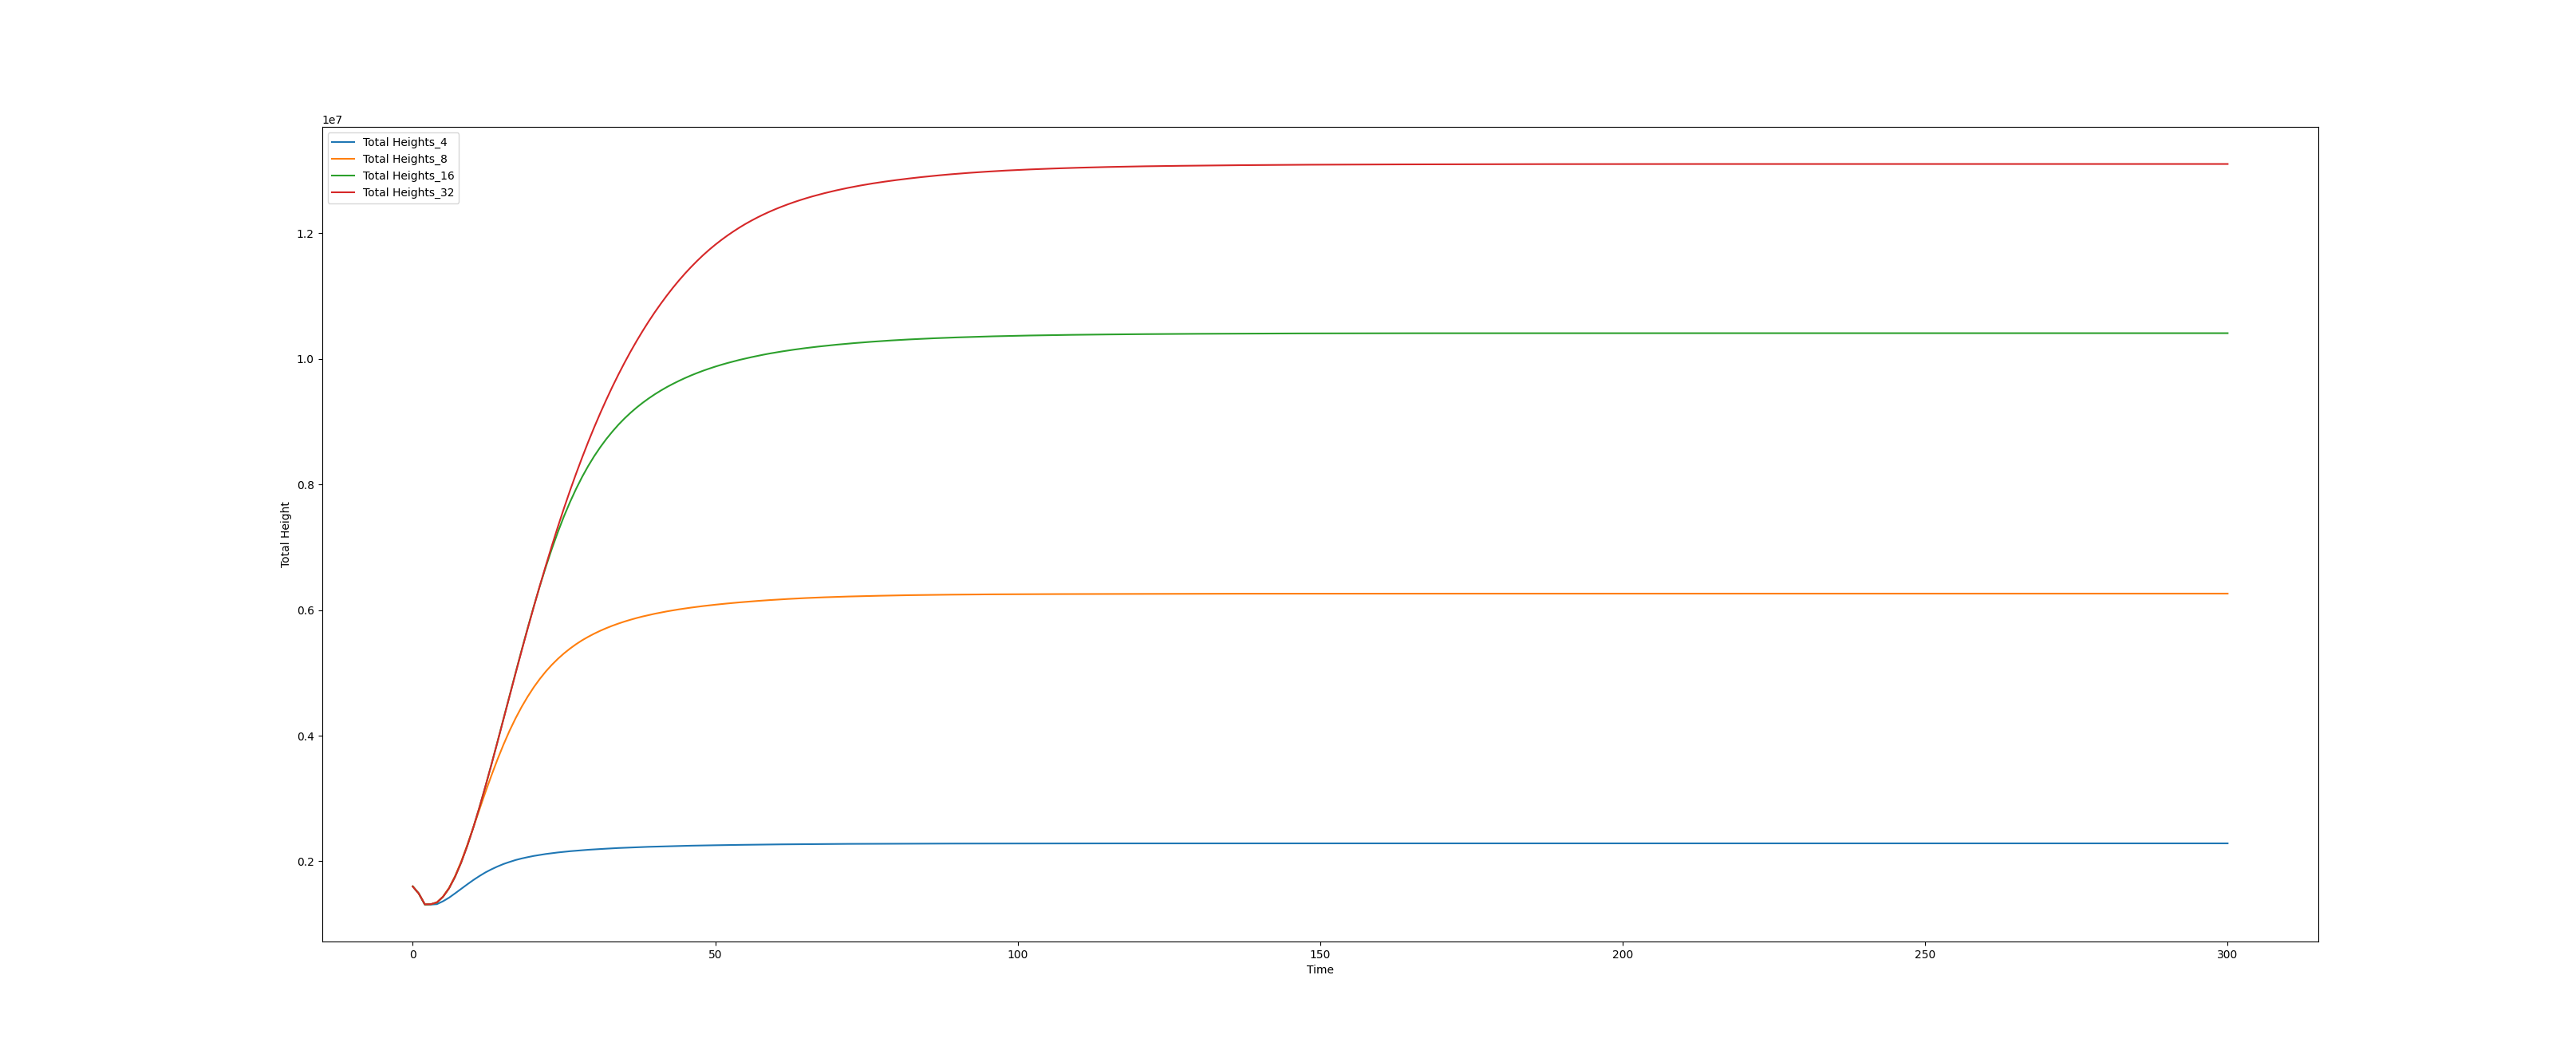 1e7
Total Heights_4
Total Heights_8
Total Heights_16
Total Heights_32
1.2
1.0
0.8
0.6
0.4
0.2
Total Height
0 50 100 150 200 250 300
Time